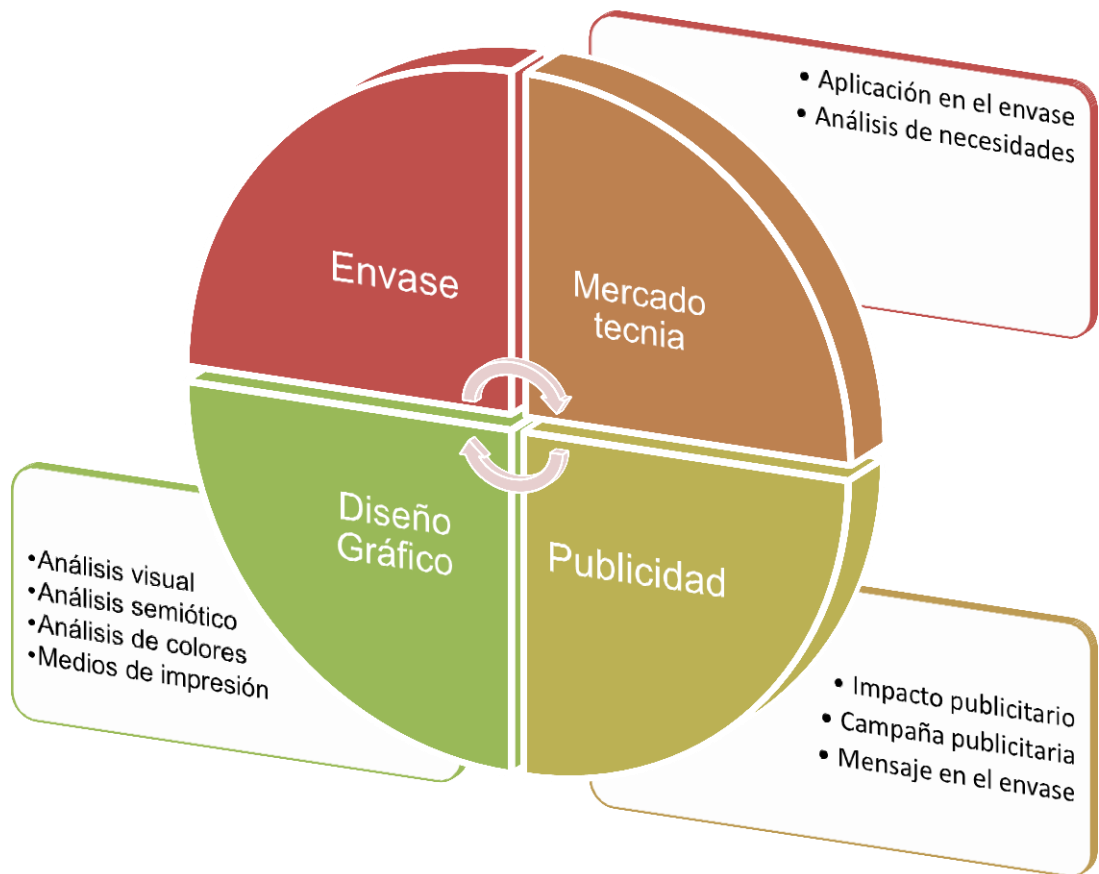 Envase
Mercado
tecnia
• Aplicación en el envase
• Análisis de necesidades
Diseño
Gráfico
•Análisis visual
•Análisis semiótico
•Análisis de colores
•Medios de impresión
Publicidad
• Impacto publicitario
• Campaña publicitaria
• Mensaje en el envase